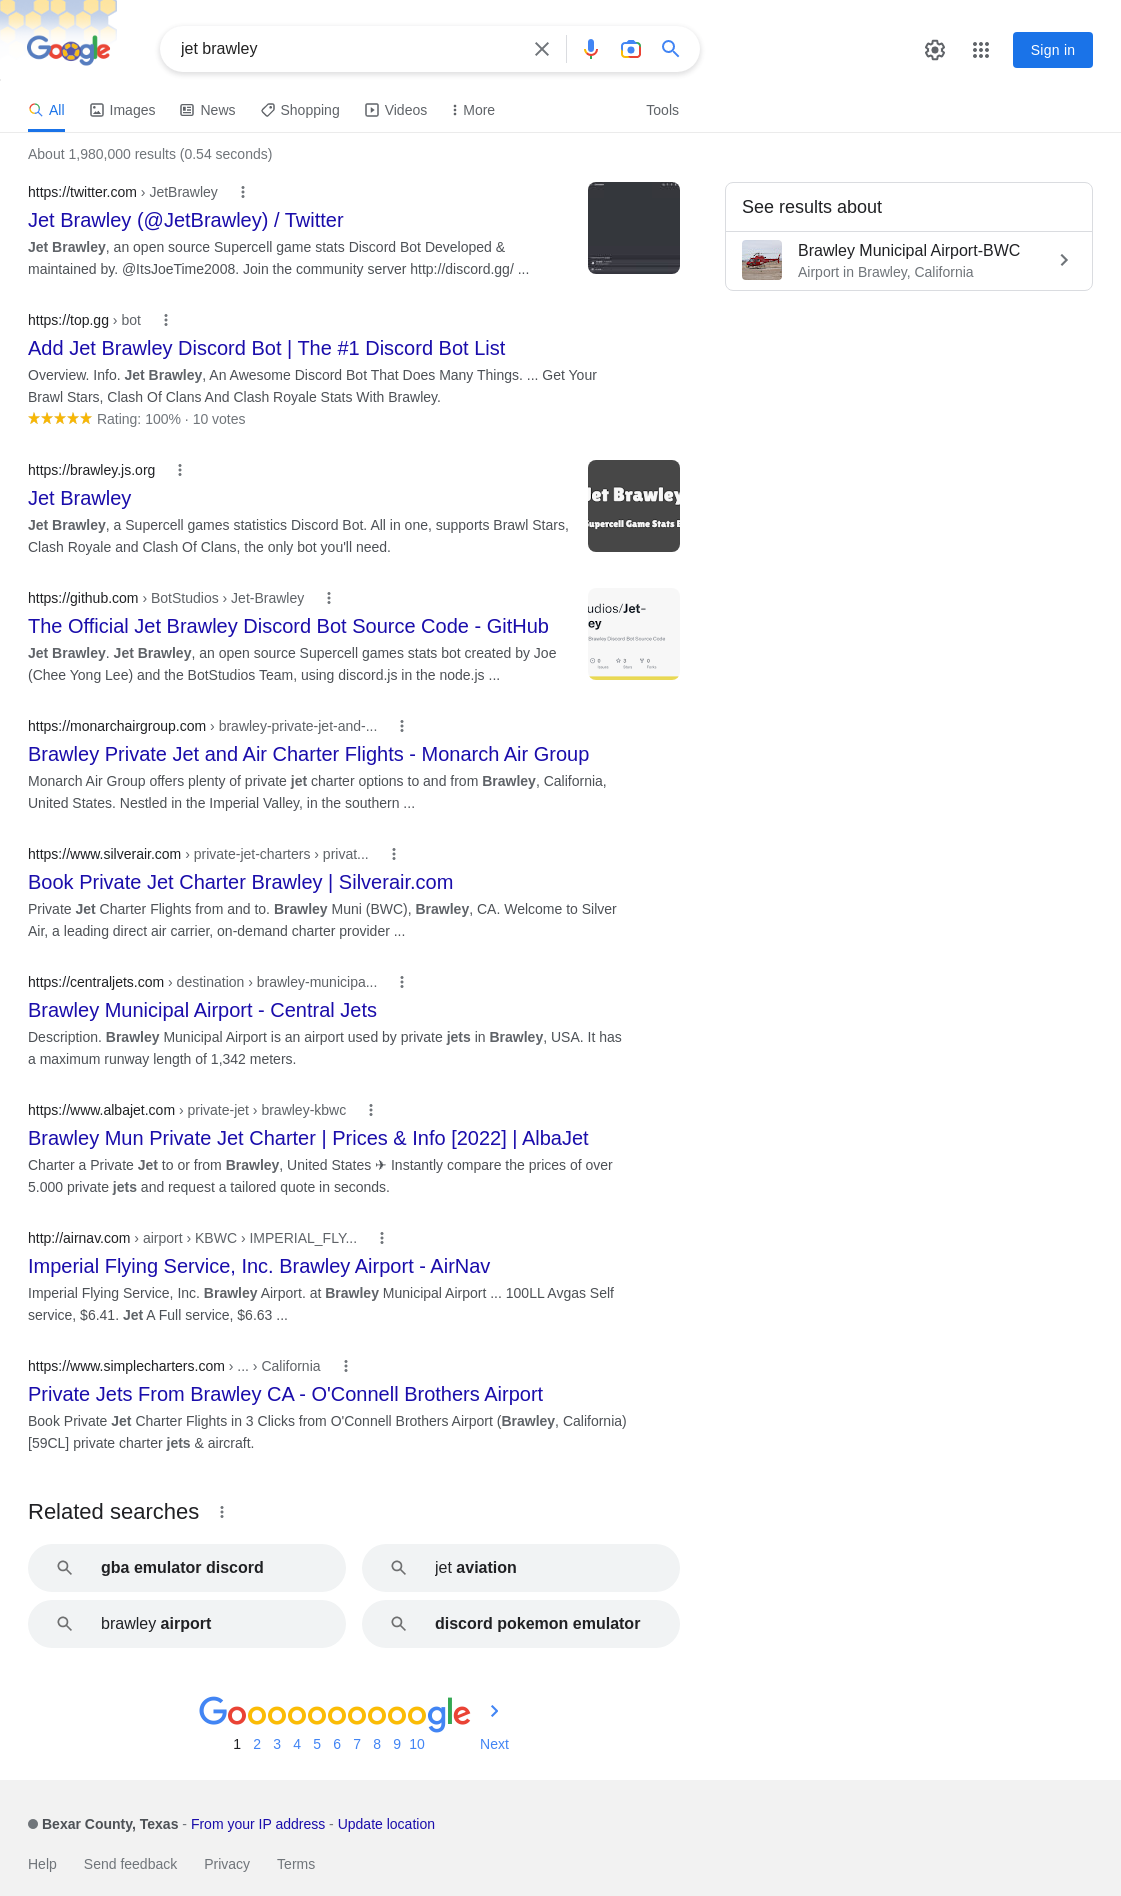 Google
jet brawley
Sign in
All
Images
News
Shopping
Videos
More
Tools
About 1,980,000 results (0.54 seconds)
https://twitter.com › JetBrawley
Jet Brawley (@JetBrawley) / Twitter
Jet Brawley, an open source Supercell game stats Discord Bot Developed &
maintained by. @ItsJoeTime2008. Join the community server http://discord.gg/ ...
See results about
Brawley Municipal Airport-BWC
Airport in Brawley, California
https://top.gg › bot
Add Jet Brawley Discord Bot | The #1 Discord Bot List
Overview. Info. Jet Brawley, An Awesome Discord Bot That Does Many Things. ... Get Your
Brawl Stars, Clash Of Clans And Clash Royale Stats With Brawley.
Rating: 100% · 10 votes
https://brawley.js.org
Jet Brawley
Jet Brawley, a Supercell games statistics Discord Bot. All in one, supports Brawl Stars,
Clash Royale and Clash Of Clans, the only bot you'll need.
Jet Brawley
Supercell Game Stats B
https://github.com › BotStudios › Jet-Brawley
The Official Jet Brawley Discord Bot Source Code - GitHub
Jet Brawley. Jet Brawley, an open source Supercell games stats bot created by Joe
(Chee Yong Lee) and the BotStudios Team, using discord.js in the node.js ...
udios/Jet-
ey
Brawley Discord Bot Source Code
https://monarchairgroup.com › brawley-private-jet-and-...
Brawley Private Jet and Air Charter Flights - Monarch Air Group
Monarch Air Group offers plenty of private jet charter options to and from Brawley, California,
United States. Nestled in the Imperial Valley, in the southern ...
https://www.silverair.com › private-jet-charters › privat...
Book Private Jet Charter Brawley | Silverair.com
Private Jet Charter Flights from and to. Brawley Muni (BWC), Brawley, CA. Welcome to Silver
Air, a leading direct air carrier, on-demand charter provider ...
https://centraljets.com › destination › brawley-municipa...
Brawley Municipal Airport - Central Jets
Description. Brawley Municipal Airport is an airport used by private jets in Brawley, USA. It has
a maximum runway length of 1,342 meters.
https://www.albajet.com › private-jet › brawley-kbwc
Brawley Mun Private Jet Charter | Prices & Info [2022] | AlbaJet
Charter a Private Jet to or from Brawley, United States ✈ Instantly compare the prices of over
5.000 private jets and request a tailored quote in seconds.
http://airnav.com › airport › KBWC › IMPERIAL_FLY...
Imperial Flying Service, Inc. Brawley Airport - AirNav
Imperial Flying Service, Inc. Brawley Airport. at Brawley Municipal Airport ... 100LL Avgas Self
service, $6.41. Jet A Full service, $6.63 ...
https://www.simplecharters.com › ... › California
Private Jets From Brawley CA - O'Connell Brothers Airport
Book Private Jet Charter Flights in 3 Clicks from O'Connell Brothers Airport (Brawley, California)
[59CL] private charter jets & aircraft.
Related searches
gba emulator discord
jet aviation
brawley airport
discord pokemon emulator
Goooooooooogle
1 2 3 4 5 6 7 8 9 10 Next
Bexar County, Texas - From your IP address - Update location
Help Send feedback Privacy Terms